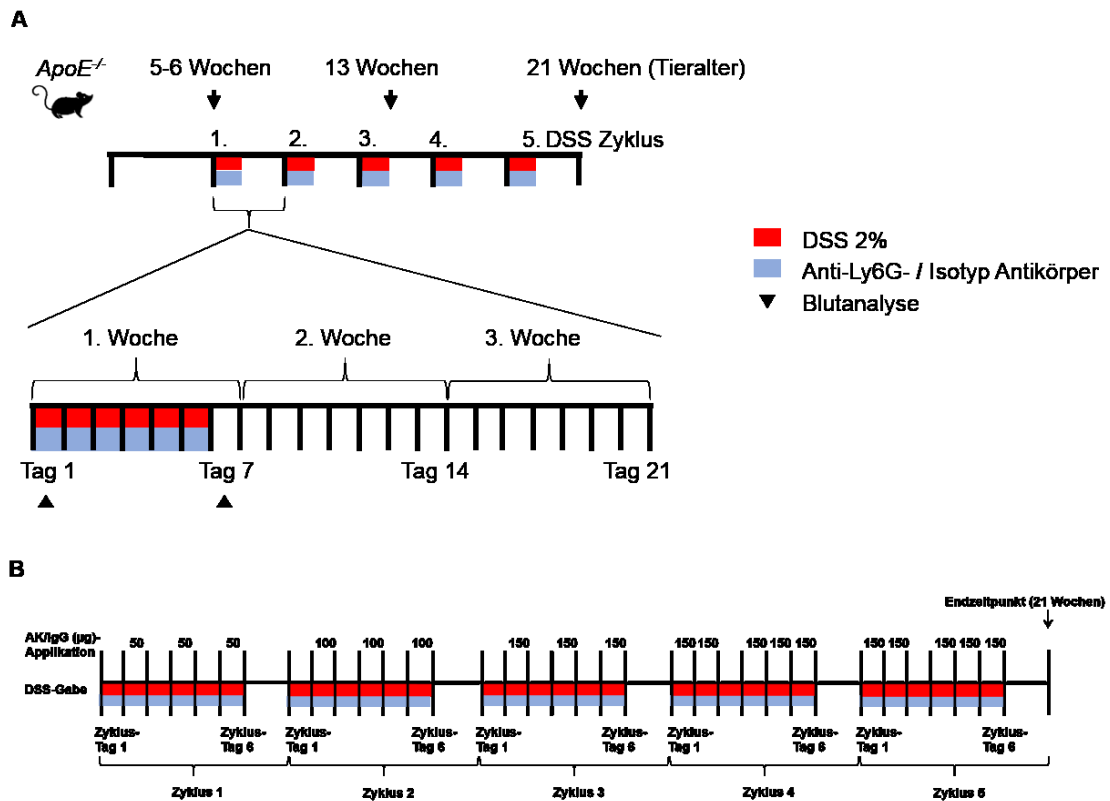 A
ApoE-/-
5-6 Wochen
13 Wochen
21 Wochen (Tieralter)
1.
2.
3.
4.
5. DSS Zyklus
DSS 2%
Anti-Ly6G- / Isotyp Antikörper
Blutanalyse
1. Woche
2. Woche
3. Woche
Tag 1
Tag 7
Tag 14
Tag 21
B
Endzeitpunkt (21 Wochen)
AK/IgG (µg)-
Applikation
50 50 50
100 100 100
150 150 150
150 150 150 150 150
150 150 150 150 150
DSS-Gabe
Zyklus-
Tag 1
Zyklus-
Tag 6
Zyklus-
Tag 1
Zyklus-
Tag 6
Zyklus-
Tag 1
Zyklus-
Tag 6
Zyklus-
Tag 1
Zyklus-
Tag 6
Zyklus-
Tag 1
Zyklus-
Tag 6
Zyklus 1
Zyklus 2
Zyklus 3
Zyklus 4
Zyklus 5